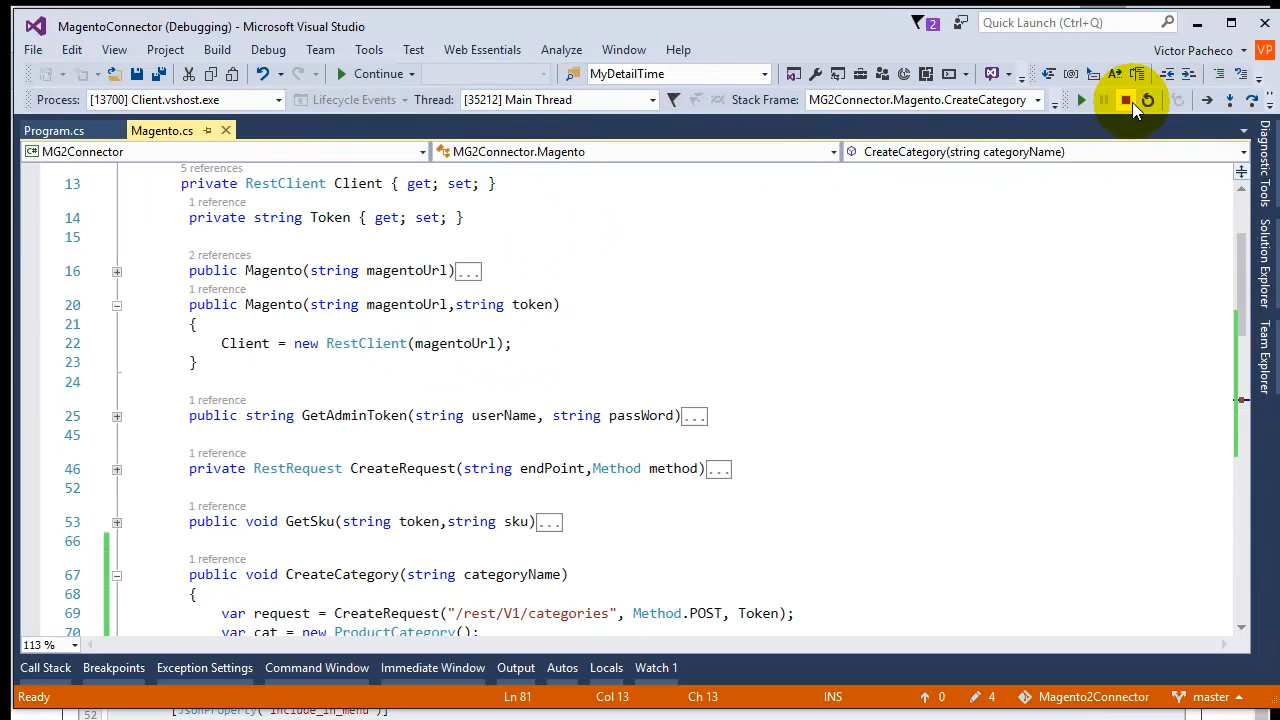 MagentoConnector (Debugging) - Microsoft Visual Studio
2
Quick Launch (Ctrl+Q)
File Edit View Project Build Debug Team Tools Test Web Essentials Analyze Window Help
Victor Pacheco
VP
Continue
MyDetailTime
Process: [13700] Client.vshost.exe Lifecycle Events Thread: [35212] Main Thread Stack Frame: MG2Connector.Magento.CreateCategory
Program.cs Magento.cs
MG2Connector MG2Connector.Magento CreateCategory(string categoryName)
5 references
13 private RestClient Client { get; set; }
1 reference
14 private string Token { get; set; }
15
2 references
16 public Magento(string magentoUrl)...
1 reference
20 public Magento(string magentoUrl,string token)
21 {
22 Client = new RestClient(magentoUrl);
23 }
24
1 reference
25 public string GetAdminToken(string userName, string passWord)...
45
1 reference
46 private RestRequest CreateRequest(string endPoint,Method method)...
52
1 reference
53 public void GetSku(string token,string sku)...
66
1 reference
67 public void CreateCategory(string categoryName)
68 {
69 var request = CreateRequest("/rest/V1/categories", Method.POST, Token);
70 var cat = new ProductCategory();
113 %
Diagnostic Tools
Solution Explorer
Team Explorer
Call Stack Breakpoints Exception Settings Command Window Immediate Window Output Autos Locals Watch 1
Ready Ln 81 Col 13 Ch 13 INS 0 4 Magento2Connector master
52 [JsonProperty("include_in_menu")]